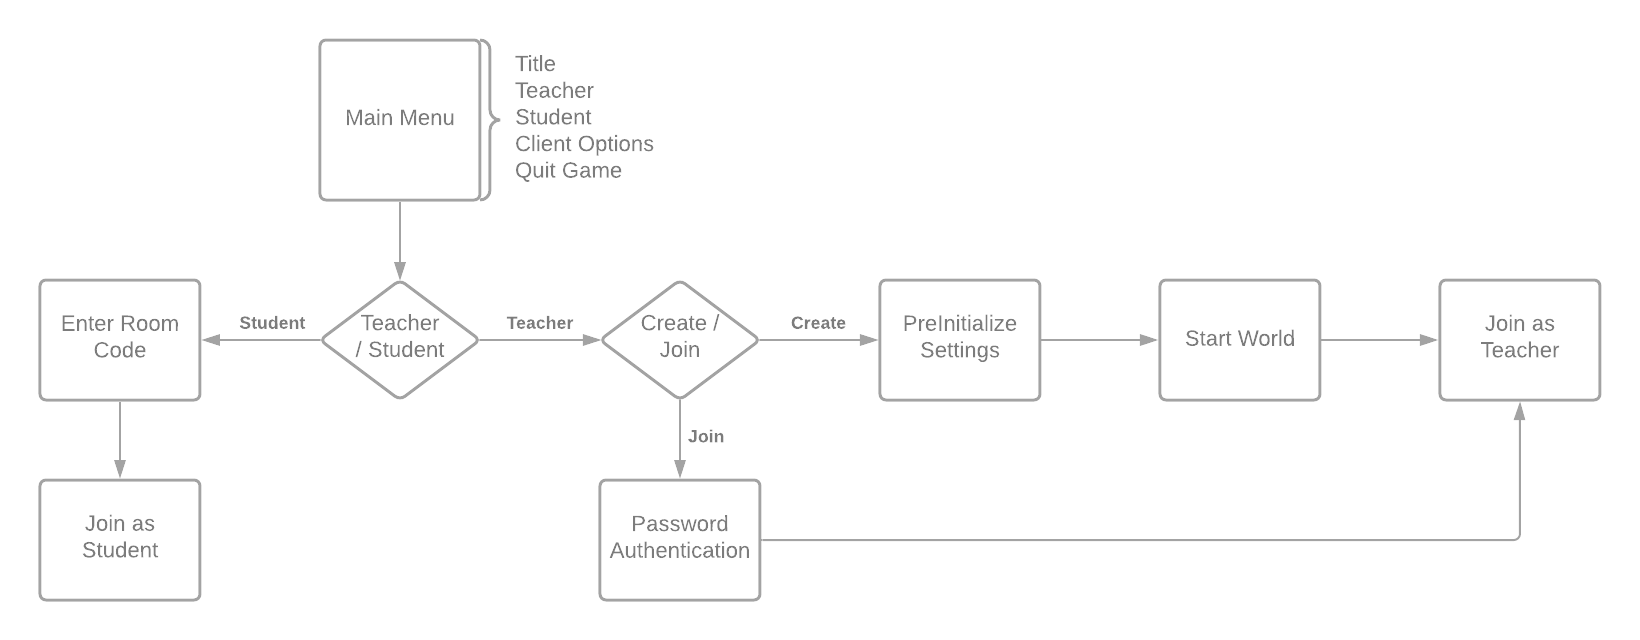 Main Menu
Title
Teacher
Student
Client Options
Quit Game
Enter Room
Code
Student
Teacher
/ Student
Teacher
Create /
Join
Create
PreInitialize
Settings
Start World
Join as
Teacher
Join
Join as
Student
Password
Authentication